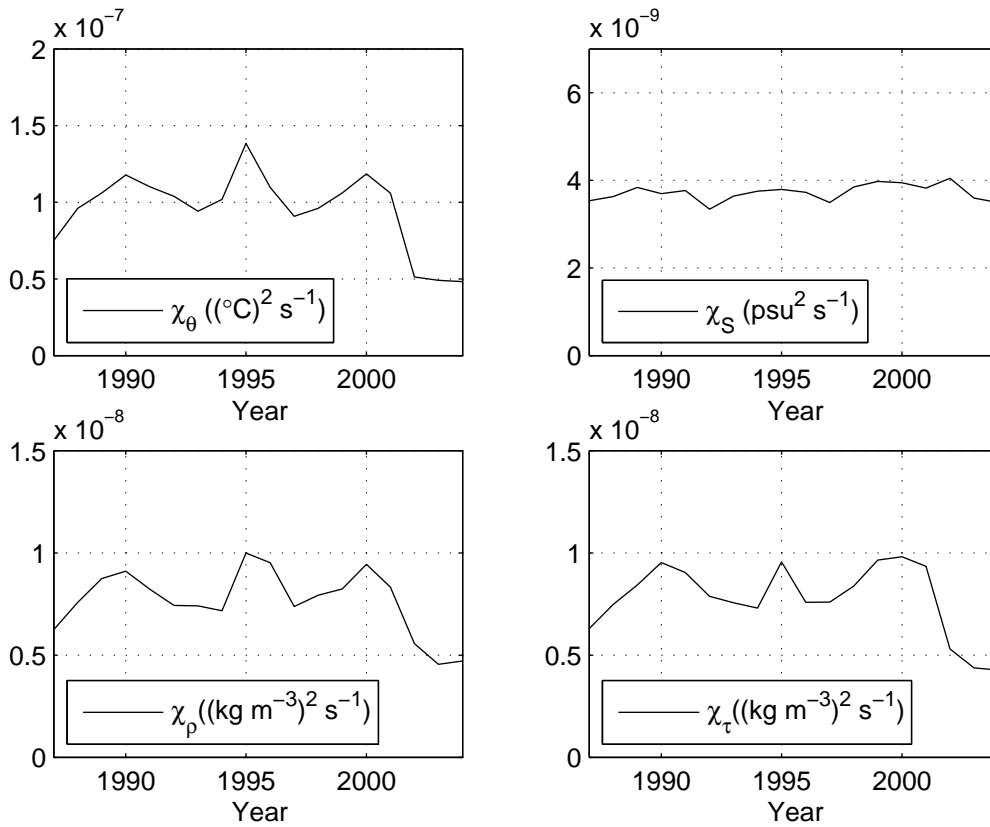 x 10−7
2
1.5
1
0.5
0
1990 1995 2000
Year
χθ ((°C)2 s−1)
x 10−9
6
4
2
0
1990 1995 2000
Year
χS (psu2 s−1)
x 10−8
1.5
1
0.5
0
1990 1995 2000
Year
χρ((kg m−3)2 s−1)
x 10−8
1.5
1
0.5
0
1990 1995 2000
Year
χτ((kg m−3)2 s−1)